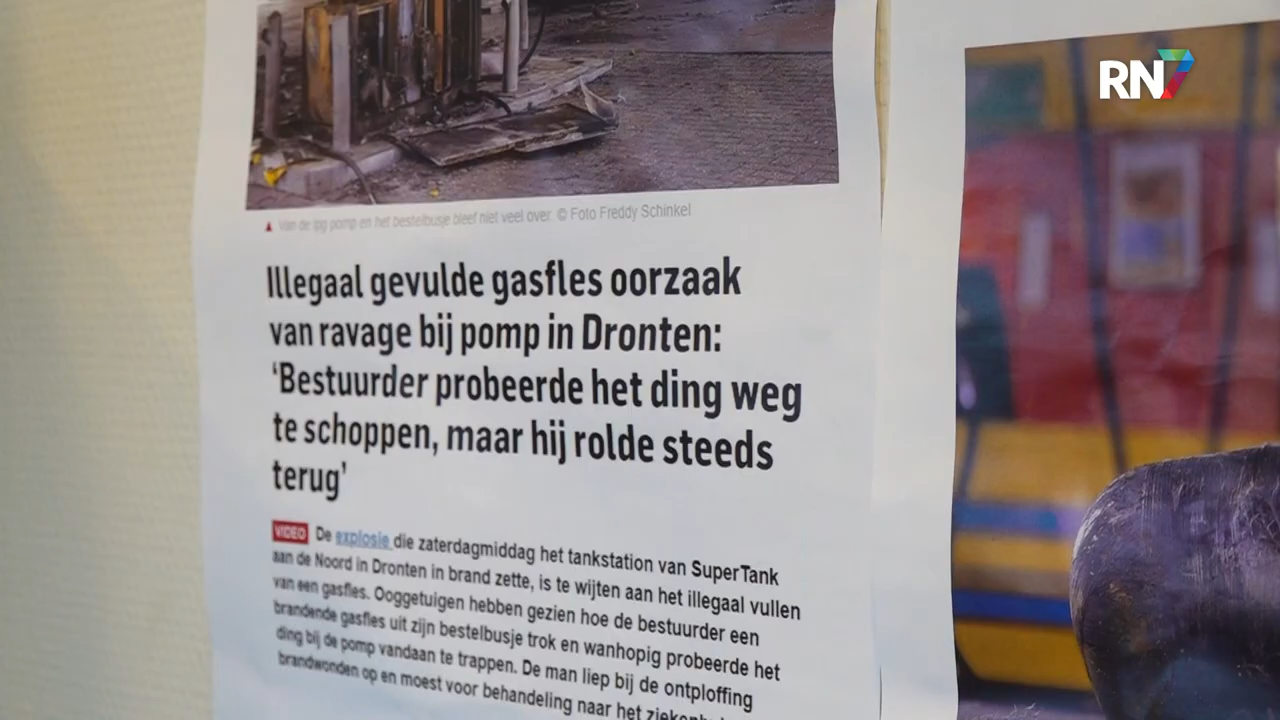 RN7
▲ Van de lpg pomp en het bestelbusje bleef niet veel over. © Foto Freddy Schinkel
Illegaal gevulde gasfles oorzaak
van ravage bij pomp in Dronten:
‘Bestuurder probeerde het ding weg
te schoppen, maar hij rolde steeds
terug’
VIDEO De explosie die zaterdagmiddag het tankstation van SuperTank
aan de Noord in Dronten in brand zette, is te wijten aan het illegaal vullen
van een gasfles. Ooggetuigen hebben gezien hoe de bestuurder een
brandende gasfles uit zijn bestelbusje trok en wanhopig probeerde het
ding bij de pomp vandaan te trappen. De man liep bij de ontploffing
brandwonden op en moest voor behandeling naar het